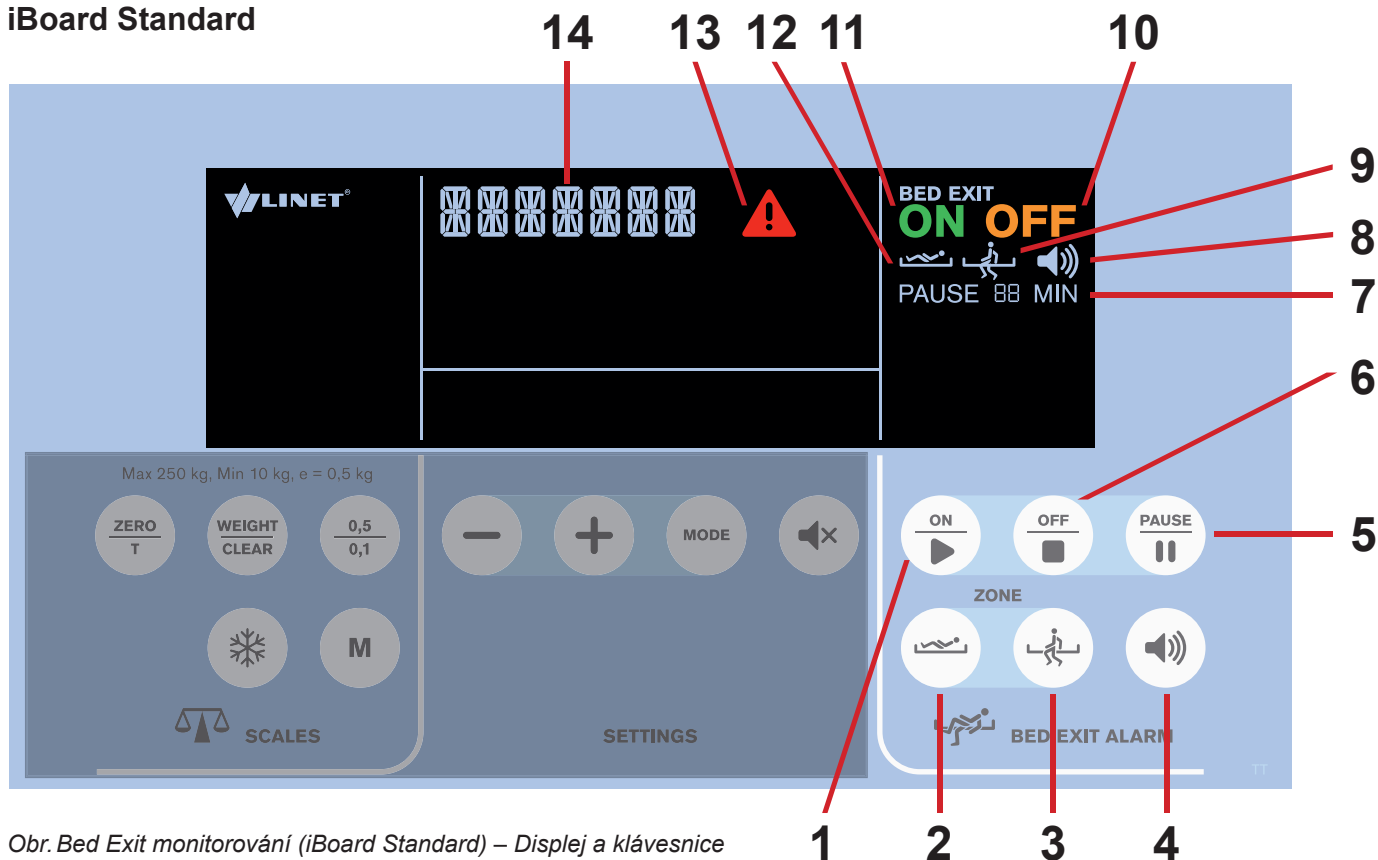 iBoard Standard
14
13
12
11
10
LINET®
BED EXIT
ON OFF
PAUSE 88 MIN
9
8
7
6
5
Max 250 kg, Min 10 kg, e = 0,5 kg
ZERO
T
WEIGHT
CLEAR
0,5
0,1
MODE
ON
OFF
PAUSE
ZONE
M
SCALES
SETTINGS
BED EXIT ALARM
TT
1
2
3
4
Obr. Bed Exit monitorování (iBoard Standard) – Displej a klávesnice